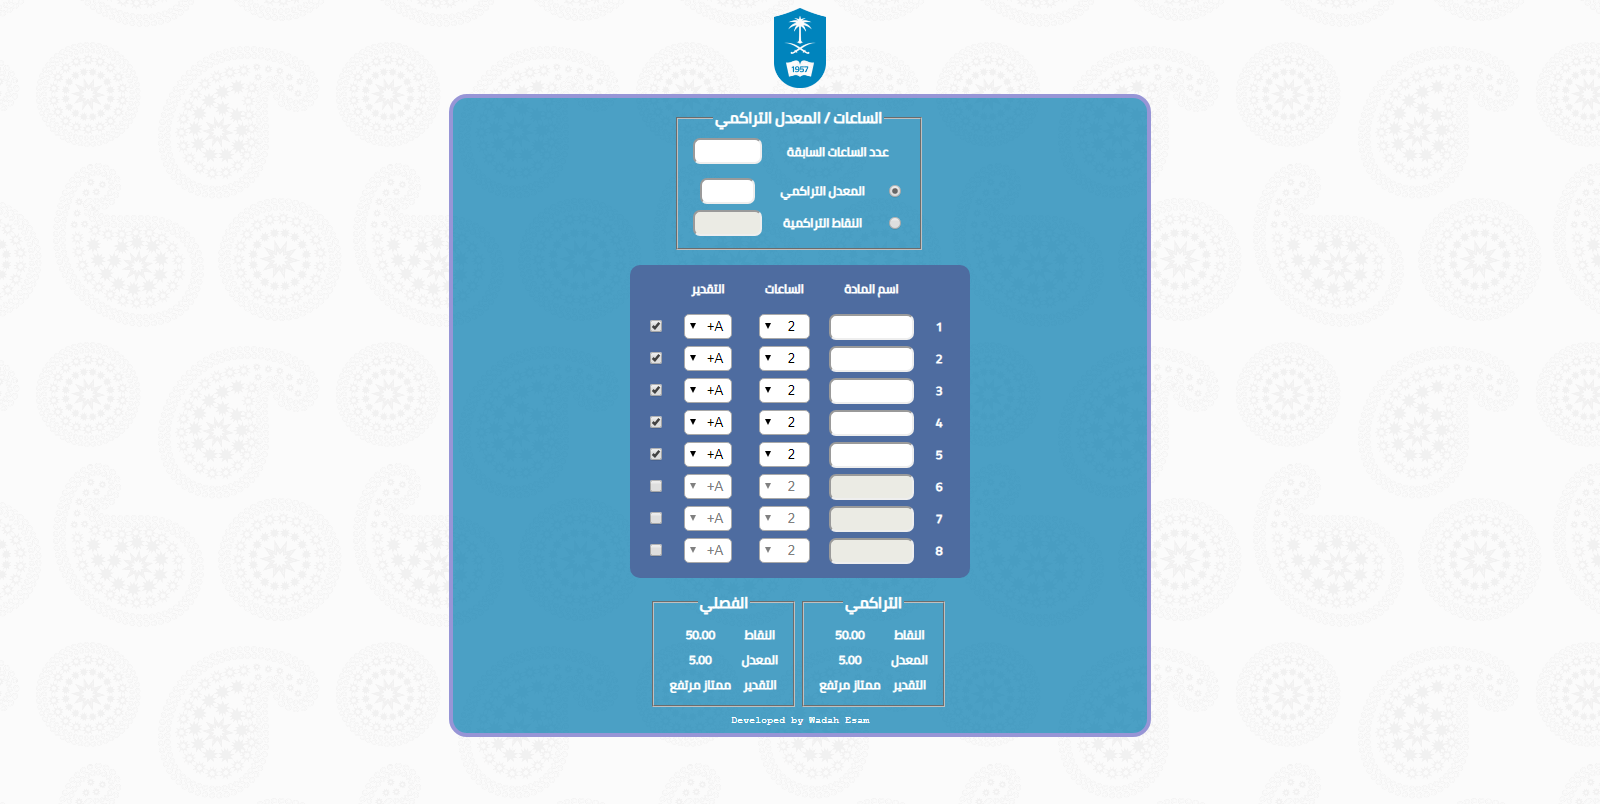 1957
الساعات / المعدل التراكمي
عدد الساعات السابقة
المعدل التراكمي
النقاط التراكمية
اسم المادة الساعات التقدير
1 2 A+
2 2 A+
3 2 A+
4 2 A+
5 2 A+
6 2 A+
7 2 A+
8 2 A+
التراكمي
النقاط 50.00
المعدل 5.00
التقدير ممتاز مرتفع
الفصلي
النقاط 50.00
المعدل 5.00
التقدير ممتاز مرتفع
Developed by Wadah Esam